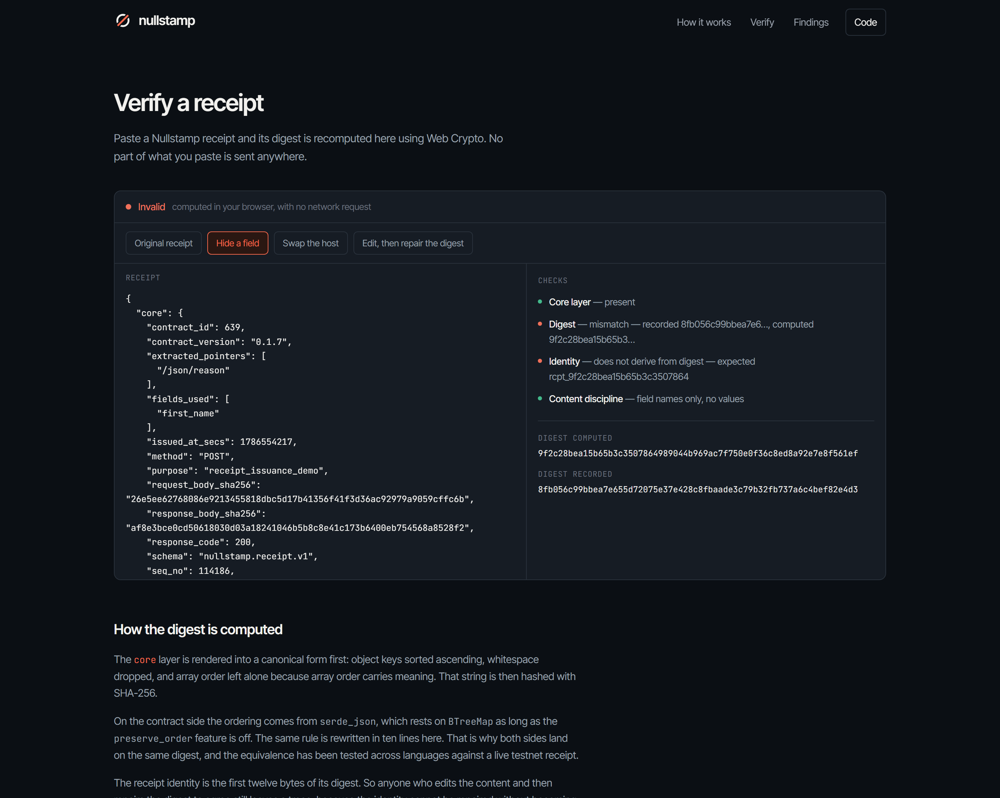 nullstamp
How it works
Verify
Findings
Code
Verify a receipt
Paste a Nullstamp receipt and its digest is recomputed here using Web Crypto. No
part of what you paste is sent anywhere.
Invalid computed in your browser, with no network request
Original receipt
Hide a field
Swap the host
Edit, then repair the digest
RECEIPT
{
"core": {
"contract_id": 639,
"contract_version": "0.1.7",
"extracted_pointers": [
"/json/reason"
],
"fields_used": [
"first_name"
],
"issued_at_secs": 1786554217,
"method": "POST",
"purpose": "receipt_issuance_demo",
"request_body_sha256":
"26e5ee62768086e9213455818dbc5d17b41356f41f3d36ac92979a9059cffc6b",
"response_body_sha256":
"af8e3bce0cd50618030d03a18241046b5b8c8e41c173b6400eb754568a8528f2",
"response_code": 200,
"schema": "nullstamp.receipt.v1",
"seq_no": 114186,
CHECKS
Core layer — present
Digest — mismatch — recorded 8fb056c99bbea7e6…, computed
9f2c28bea15b65b3…
Identity — does not derive from digest — expected
rcpt_9f2c28bea15b65b3c3507864
Content discipline — field names only, no values
DIGEST COMPUTED
9f2c28bea15b65b3c3507864989044b969ac7f750e0f36c8ed8a92e7e8f561ef
DIGEST RECORDED
8fb056c99bbea7e655d72075e37e428c8fbaade3c79b32fb737a6c4bef82e4d3
How the digest is computed
The core layer is rendered into a canonical form first: object keys sorted ascending, whitespace
dropped, and array order left alone because array order carries meaning. That string is then hashed with
SHA-256.
On the contract side the ordering comes from serde_json, which rests on BTreeMap as long as the
preserve_order feature is off. The same rule is rewritten in ten lines here. That is why both sides land
on the same digest, and the equivalence has been tested across languages against a live testnet receipt.
The receipt identity is the first twelve bytes of its digest. So anyone who edits the content and then